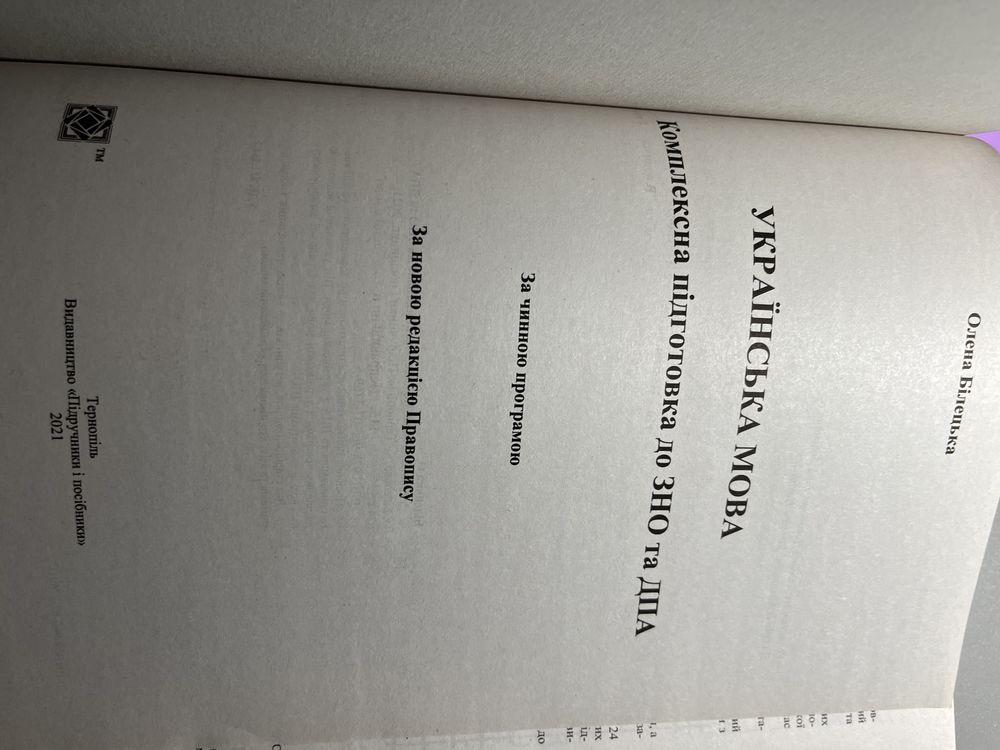 Олена Білецька
УКРАЇНСЬКА МОВА
Комплексна підготовка до ЗНО та ДПА
За чинною програмою
За новою редакцією Правопису
Тернопіль
Видавництво «Підручники і посібники»
2021
TM